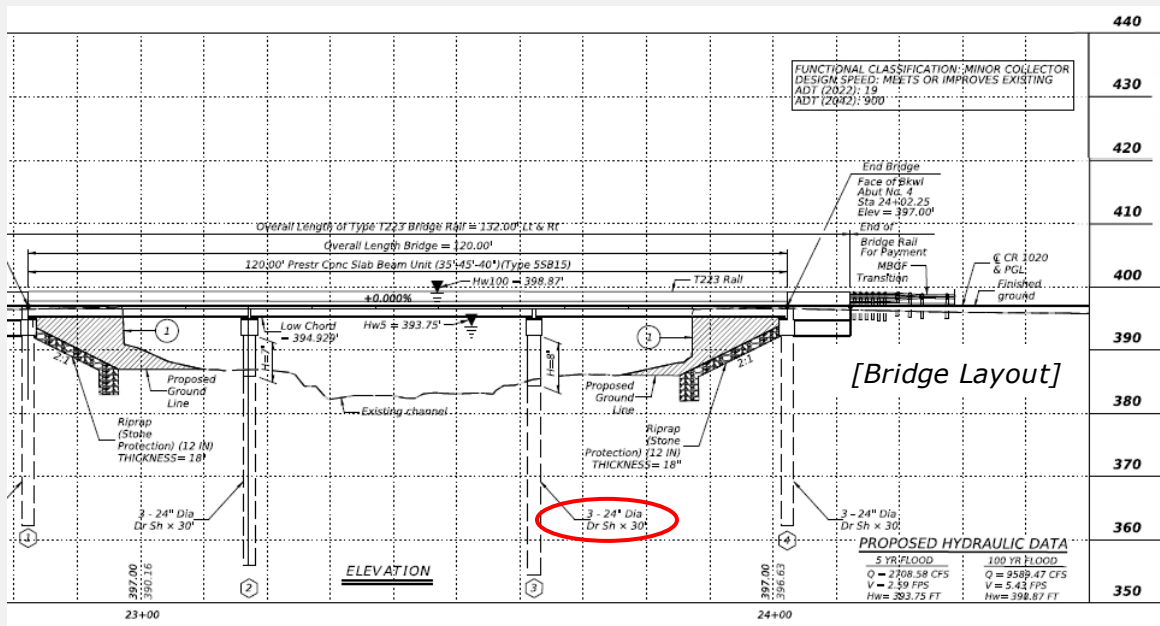 440
FUNCTIONAL CLASSIFICATION: MINOR COLLECTOR
DESIGN SPEED: MEETS OR IMPROVES EXISTING
ADT (2022): 19
ADT (2042): 900
430
420
End Bridge
Face of Bkwl
Abut No. 4
Sta 24+02.25
Elev = 397.00'
410
Overall Length of Type T223 Bridge Rail = 132.00' Lt & Rt
End of
Bridge Rail
For Payment
Overall Length Bridge = 120.00'
120.00' Prestr Conc Slab Beam Unit (35'-45'-40')(Type 5SB15)
MBGF
Transition
℄ CR 1020
& PGL
Finished
ground
Hw100 = 398.87'
T223 Rail
400
+0.000%
1
Low Chord
= 394.929'
Hw5 = 393.75'
1
390
2:1
H=7'
H=8'
2:1
[Bridge Layout]
Proposed
Ground
Line
Proposed
Ground
Line
Existing channel
380
Riprap
(Stone
Protection) (12 IN)
THICKNESS= 18"
Riprap
(Stone
Protection) (12 IN)
THICKNESS= 18"
370
3 - 24" Dia
Dr Sh × 30'
3 - 24" Dia
Dr Sh × 30'
3 - 24" Dia
Dr Sh × 30'
360
1
2
3
4
ELEVATION
397.00
390.16
397.00
396.63
PROPOSED HYDRAULIC DATA
5 YR FLOOD
Q = 2708.58 CFS
V = 2.59 FPS
Hw= 393.75 FT
100 YR FLOOD
Q = 9589.47 CFS
V = 5.43 FPS
Hw= 398.87 FT
350
23+00
24+00